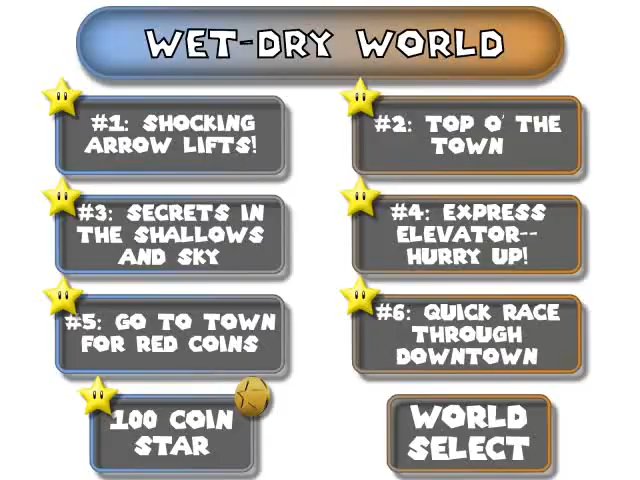 WET-DRY WORLD
#1: SHOCKING
ARROW LIFTS!
#2: TOP O' THE
TOWN
#3: SECRETS IN
THE SHALLOWS
AND SKY
#4: EXPRESS
ELEVATOR--
HURRY UP!
#5: GO TO TOWN
FOR RED COINS
#6: QUICK RACE
THROUGH
DOWNTOWN
100 COIN
STAR
WORLD
SELECT